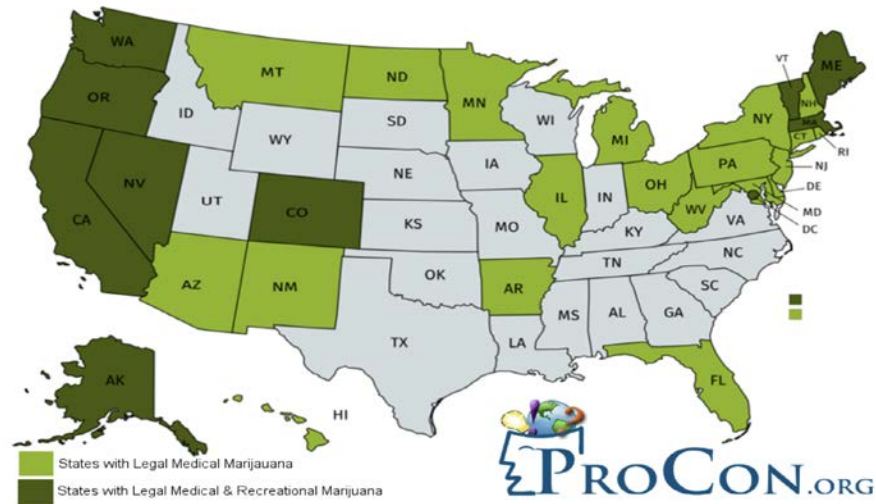 WA
OR
CA
NV
ID
MT
WY
UT
CO
AZ
NM
ND
SD
NE
KS
OK
TX
MN
IA
MO
AR
LA
WI
IL
MI
IN
OH
KY
TN
MS
AL
GA
FL
SC
NC
VA
WV
PA
NY
VT
NH
ME
MA
CT
RI
NJ
DE
MD
DC
AK
HI
States with Legal Medical Marijauana
States with Legal Medical & Recreational Marijuana
PROCON.ORG